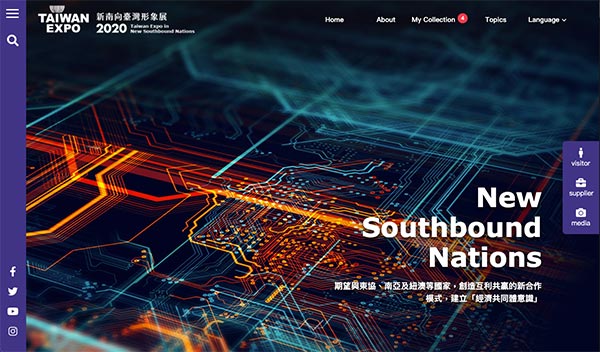 TAIWAN
EXPO
新南向臺灣形象展
2020 Taiwan Expo in
New Southbound Nations
Home
About
My Collection 4
Topics
Language
visitor
supplier
media
New
Southbound
Nations
期望與東協、南亞及紐澳等國家，創造互利共贏的新合作
模式，建立「經濟共同體意識」